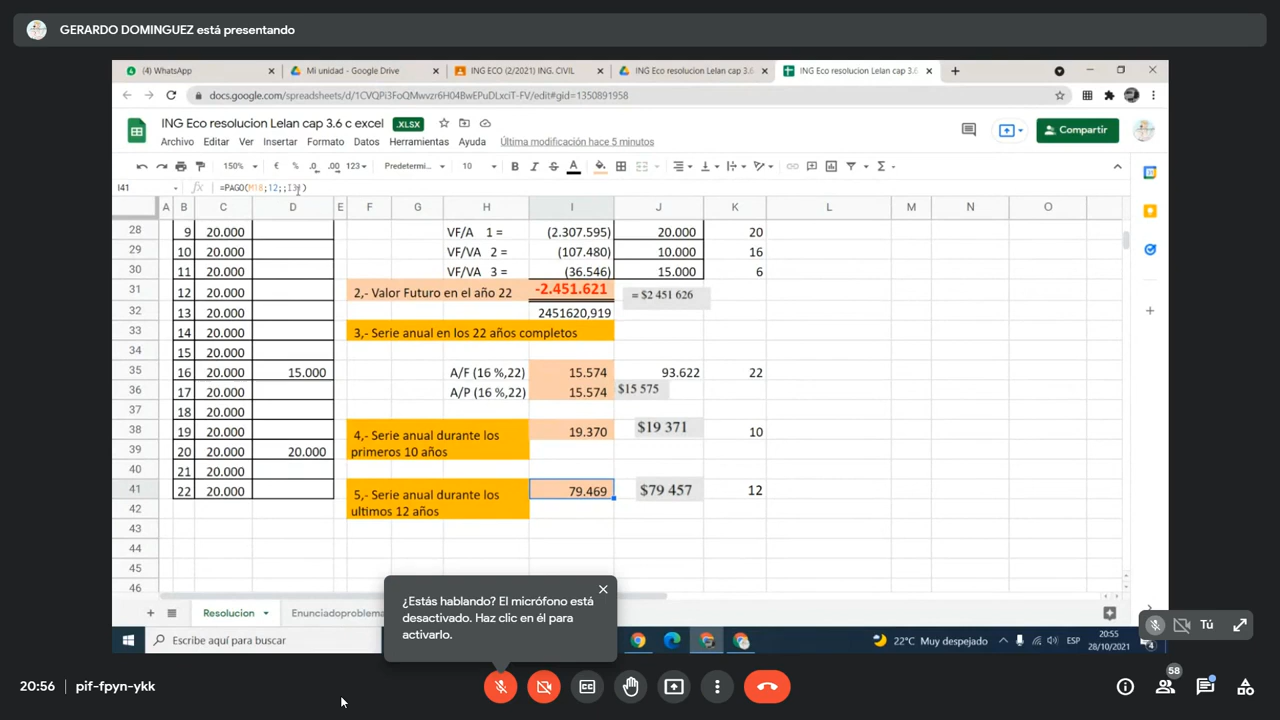 GERARDO DOMINGUEZ está presentando
(4) WhatsApp
Mi unidad - Google Drive
ING ECO (2/2021) ING. CIVIL
ING Eco resolucion Lelan cap 3.6
ING Eco resolucion Lelan cap 3.6
docs.google.com/spreadsheets/d/1CVQPi3FoQMwvzr6H04BwEPuDLxciT-FV/edit#gid=1350891958
ING Eco resolucion Lelan cap 3.6 c excel .XLSX
Archivo Editar Ver Insertar Formato Datos Herramientas Ayuda Última modificación hace 5 minutos
Compartir
150% € % .0 .00 123 Predetermi... 10 B I S A
I41 fx =PAGO(M18;12;;I31)
A B C D E F G H I J K L M N O
28 9 20.000 VF/A 1 = (2.307.595) 20.000 20
29 10 20.000 VF/VA 2 = (107.480) 10.000 16
30 11 20.000 VF/VA 3 = (36.546) 15.000 6
31 12 20.000 2,- Valor Futuro en el año 22 -2.451.621 = $2 451 626
32 13 20.000 2451620,919
33 14 20.000 3,- Serie anual en los 22 años completos
34 15 20.000
35 16 20.000 15.000 A/F (16 %,22) 15.574 93.622 22
36 17 20.000 A/P (16 %,22) 15.574 $15 575
37 18 20.000
38 19 20.000 4,- Serie anual durante los 19.370 $19 371 10
39 20 20.000 20.000 primeros 10 años
40 21 20.000
41 22 20.000 5,- Serie anual durante los 79.469 $79 457 12
42 ultimos 12 años
43
44
45
46
¿Estás hablando? El micrófono está
desactivado. Haz clic en él para
activarlo.
Resolucion Enunciadoproblema
Escribe aquí para buscar
22°C Muy despejado ESP 20:55
28/10/2021
4
Tú
20:56 pif-fpyn-ykk
58